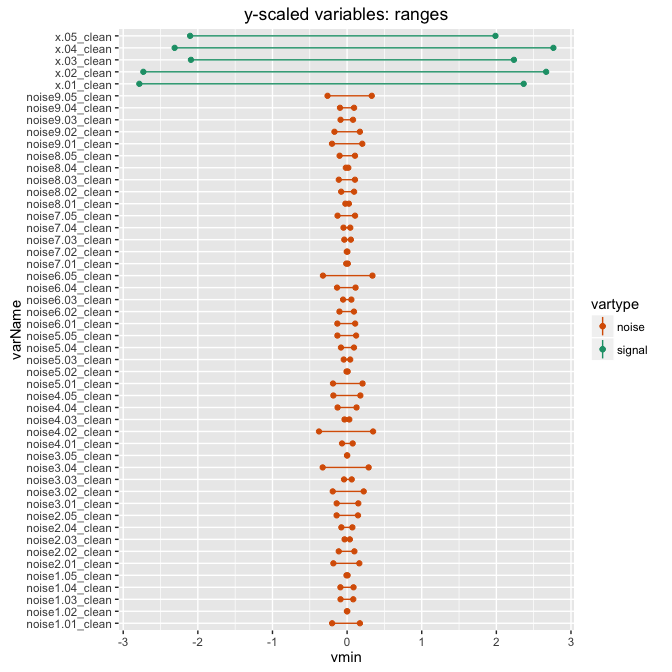 y-scaled variables: ranges
varName
x.05_clean
x.04_clean
x.03_clean
x.02_clean
x.01_clean
noise9.05_clean
noise9.04_clean
noise9.03_clean
noise9.02_clean
noise9.01_clean
noise8.05_clean
noise8.04_clean
noise8.03_clean
noise8.02_clean
noise8.01_clean
noise7.05_clean
noise7.04_clean
noise7.03_clean
noise7.02_clean
noise7.01_clean
noise6.05_clean
noise6.04_clean
noise6.03_clean
noise6.02_clean
noise6.01_clean
noise5.05_clean
noise5.04_clean
noise5.03_clean
noise5.02_clean
noise5.01_clean
noise4.05_clean
noise4.04_clean
noise4.03_clean
noise4.02_clean
noise4.01_clean
noise3.05_clean
noise3.04_clean
noise3.03_clean
noise3.02_clean
noise3.01_clean
noise2.05_clean
noise2.04_clean
noise2.03_clean
noise2.02_clean
noise2.01_clean
noise1.05_clean
noise1.04_clean
noise1.03_clean
noise1.02_clean
noise1.01_clean
-3 -2 -1 0 1 2 3
vmin
vartype
noise
signal